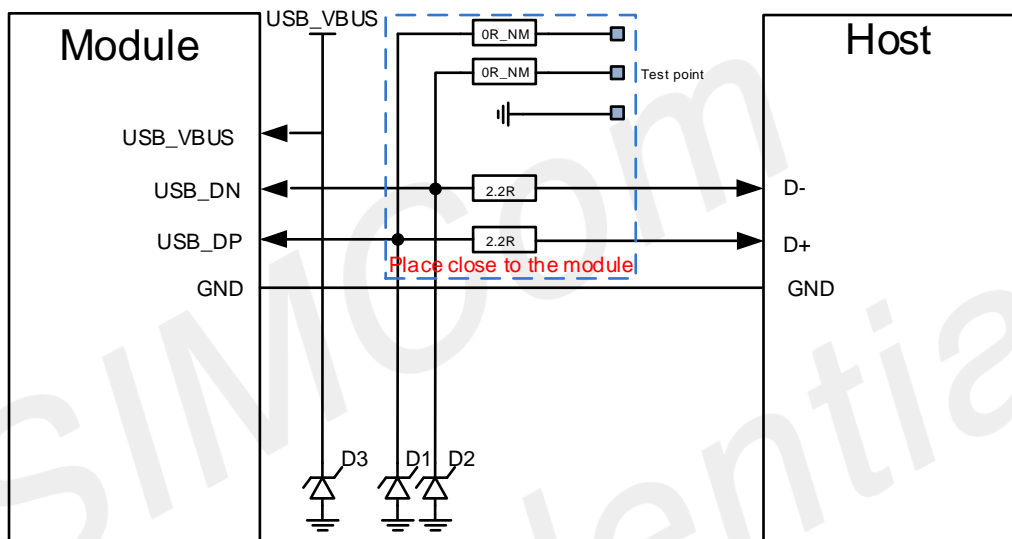 Module
USB_VBUS
0R_NM
Host
0R_NM
Test point
USB_VBUS
USB_DN
2.2R
D-
USB_DP
2.2R
D+
Place close to the module
GND
GND
D3
D1
D2
SIMCom